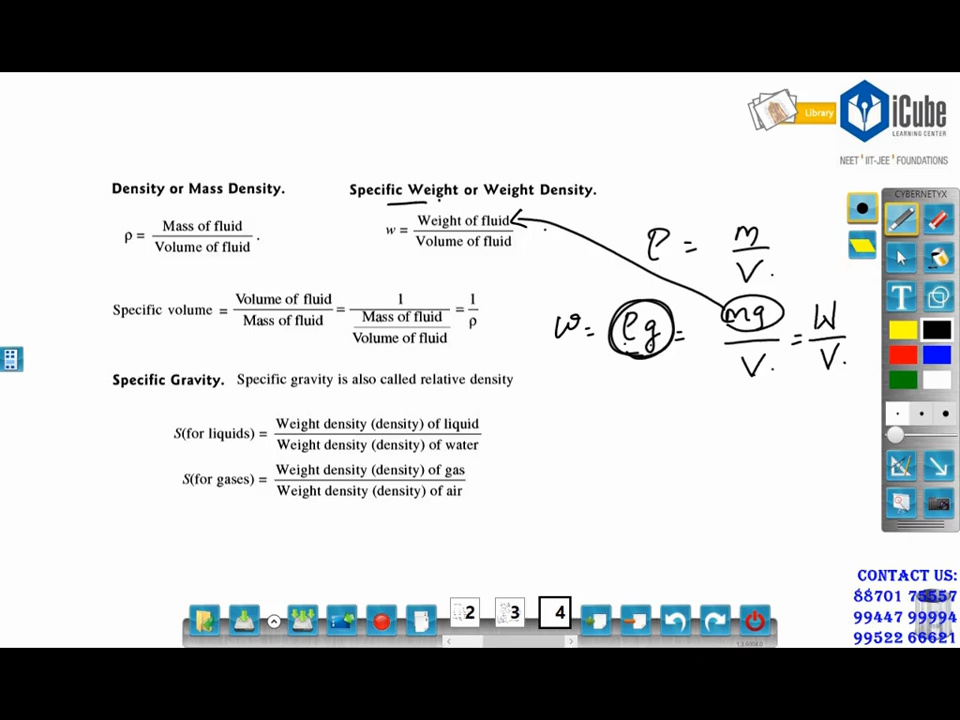 Library
iCube
LEARNING CENTER
NEET ' IIT-JEE ' FOUNDATIONS
CYBERNETYX
Density or Mass Density.
Specific Weight or Weight Density.
ρ = Mass of fluid / Volume of fluid .
w = Weight of fluid / Volume of fluid
ρ = m / V.
Specific volume = Volume of fluid / Mass of fluid = 1 / (Mass of fluid / Volume of fluid) = 1 / ρ
w = ρg = mg / V. = W / V.
Specific Gravity. Specific gravity is also called relative density
S(for liquids) = Weight density (density) of liquid / Weight density (density) of water
S(for gases) = Weight density (density) of gas / Weight density (density) of air
T
2 3 4
CONTACT US:
88701 75557
99447 99994
99522 66621